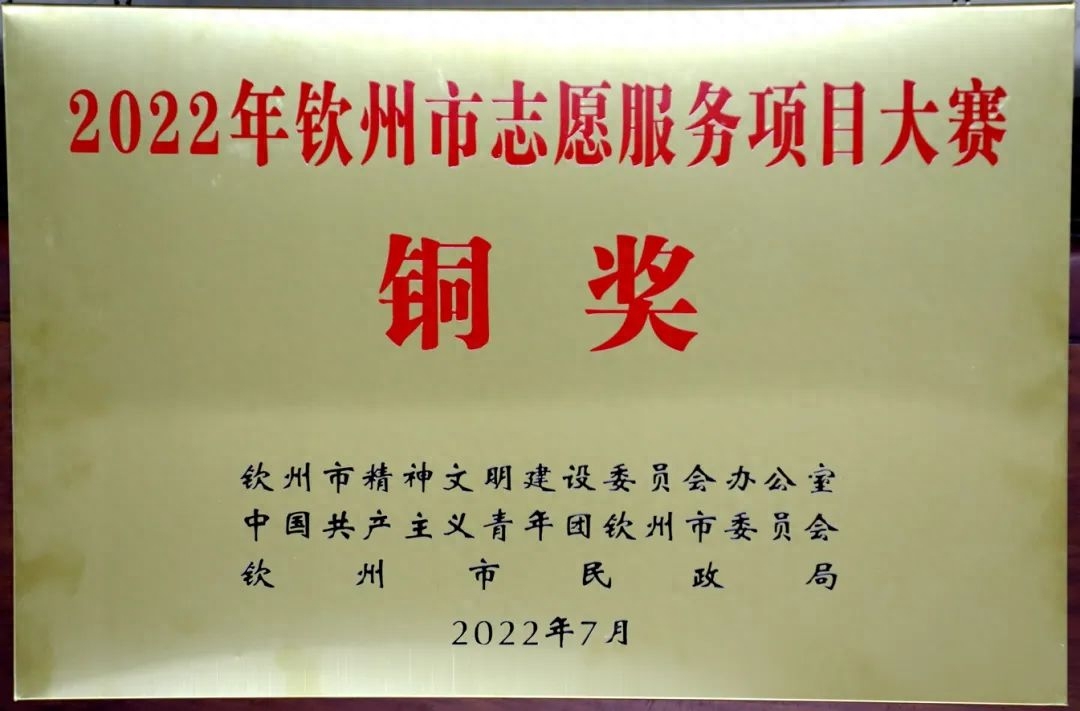 2022年钦州市志愿服务项目大赛
铜奖
钦州市精神文明建设委员会办公室
中国共产主义青年团钦州市委员会
钦州市民政局
2022年7月